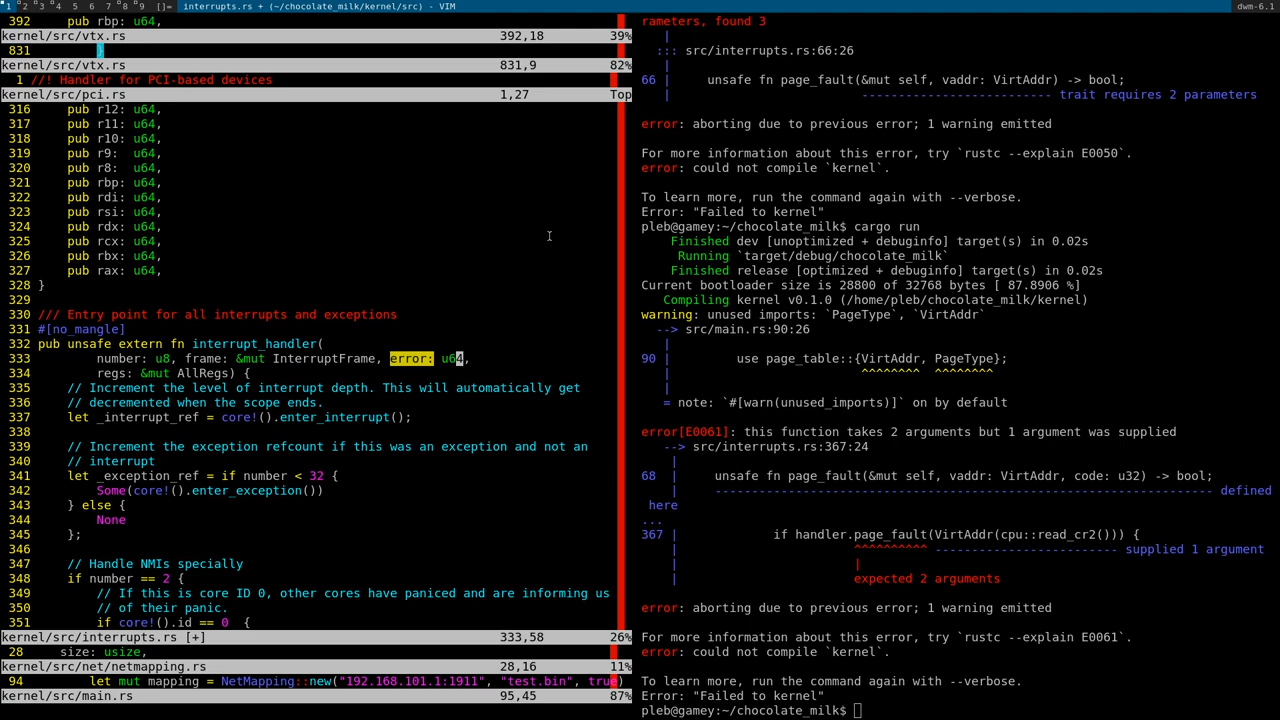 1 2 3 4 5 6 7 8 9 []= interrupts.rs + (~/chocolate_milk/kernel/src) - VIM dwm-6.1
392     pub rbp: u64,
kernel/src/vtx.rs 392,18 39%
831         }
kernel/src/vtx.rs 831,9 82%
1 //! Handler for PCI-based devices
kernel/src/pci.rs 1,27 Top
316     pub r12: u64,
317     pub r11: u64,
318     pub r10: u64,
319     pub r9:  u64,
320     pub r8:  u64,
321     pub rbp: u64,
322     pub rdi: u64,
323     pub rsi: u64,
324     pub rdx: u64,
325     pub rcx: u64,
326     pub rbx: u64,
327     pub rax: u64,
328 }
329
330 /// Entry point for all interrupts and exceptions
331 #[no_mangle]
332 pub unsafe extern fn interrupt_handler(
333         number: u8, frame: &mut InterruptFrame, error: u64,
334         regs: &mut AllRegs) {
335     // Increment the level of interrupt depth. This will automatically get
336     // decremented when the scope ends.
337     let _interrupt_ref = core!().enter_interrupt();
338
339     // Increment the exception refcount if this was an exception and not an
340     // interrupt
341     let _exception_ref = if number < 32 {
342         Some(core!().enter_exception())
343     } else {
344         None
345     };
346
347     // Handle NMIs specially
348     if number == 2 {
349         // If this is core ID 0, other cores have paniced and are informing us
350         // of their panic.
351         if core!().id == 0  {
kernel/src/interrupts.rs [+] 333,58 26%
28    size: usize,
kernel/src/net/netmapping.rs 28,16 11%
94        let mut mapping = NetMapping::new("192.168.101.1:1911", "test.bin", true)
kernel/src/main.rs 95,45 87%
rameters, found 3
   |
  ::: src/interrupts.rs:66:26
   |
66 |     unsafe fn page_fault(&mut self, vaddr: VirtAddr) -> bool;
   |                          -------------------------- trait requires 2 parameters

error: aborting due to previous error; 1 warning emitted

For more information about this error, try `rustc --explain E0050`.
error: could not compile `kernel`.

To learn more, run the command again with --verbose.
Error: "Failed to kernel"
pleb@gamey:~/chocolate_milk$ cargo run
    Finished dev [unoptimized + debuginfo] target(s) in 0.02s
     Running `target/debug/chocolate_milk`
    Finished release [optimized + debuginfo] target(s) in 0.02s
Current bootloader size is 28800 of 32768 bytes [ 87.8906 %]
   Compiling kernel v0.1.0 (/home/pleb/chocolate_milk/kernel)
warning: unused imports: `PageType`, `VirtAddr`
  --> src/main.rs:90:26
   |
90 |         use page_table::{VirtAddr, PageType};
   |                          ^^^^^^^^  ^^^^^^^^
   |
   = note: `#[warn(unused_imports)]` on by default

error[E0061]: this function takes 2 arguments but 1 argument was supplied
   --> src/interrupts.rs:367:24
    |
68  |     unsafe fn page_fault(&mut self, vaddr: VirtAddr, code: u32) -> bool;
    |     -------------------------------------------------------------------- defined
 here
...
367 |             if handler.page_fault(VirtAddr(cpu::read_cr2())) {
    |                        ^^^^^^^^^^ ------------------------- supplied 1 argument
    |                        |
    |                        expected 2 arguments

error: aborting due to previous error; 1 warning emitted

For more information about this error, try `rustc --explain E0061`.
error: could not compile `kernel`.

To learn more, run the command again with --verbose.
Error: "Failed to kernel"
pleb@gamey:~/chocolate_milk$